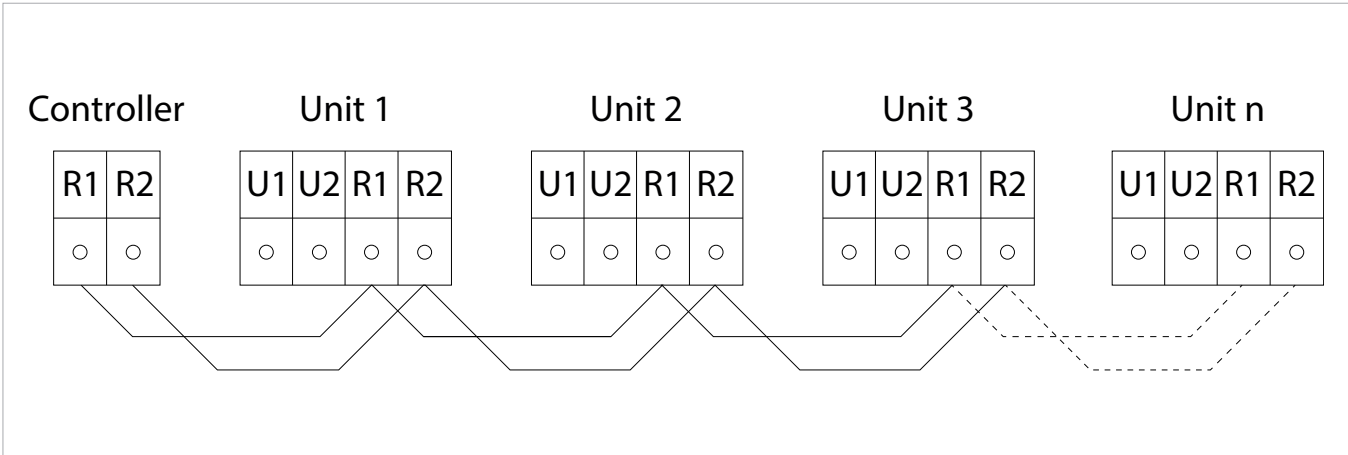 Controller Unit 1 Unit 2 Unit 3 Unit n
R1 R2 U1 U2 R1 R2 U1 U2 R1 R2 U1 U2 R1 R2 U1 U2 R1 R2